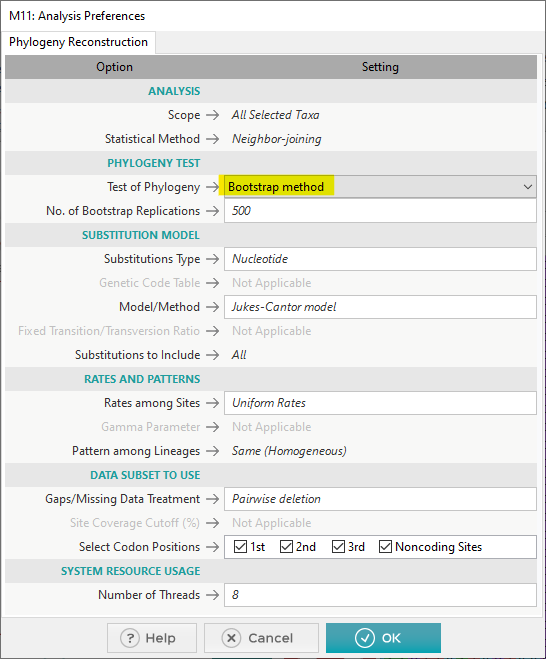 M11: Analysis Preferences
Phylogeny Reconstruction
Option Setting
ANALYSIS
Scope → All Selected Taxa
Statistical Method → Neighbor-joining
PHYLOGENY TEST
Test of Phylogeny → Bootstrap method
No. of Bootstrap Replications → 500
SUBSTITUTION MODEL
Substitutions Type → Nucleotide
Genetic Code Table → Not Applicable
Model/Method → Jukes-Cantor model
Fixed Transition/Transversion Ratio → Not Applicable
Substitutions to Include → All
RATES AND PATTERNS
Rates among Sites → Uniform Rates
Gamma Parameter → Not Applicable
Pattern among Lineages → Same (Homogeneous)
DATA SUBSET TO USE
Gaps/Missing Data Treatment → Pairwise deletion
Site Coverage Cutoff (%) → Not Applicable
Select Codon Positions → 1st 2nd 3rd Noncoding Sites
SYSTEM RESOURCE USAGE
Number of Threads → 8
? Help X Cancel OK